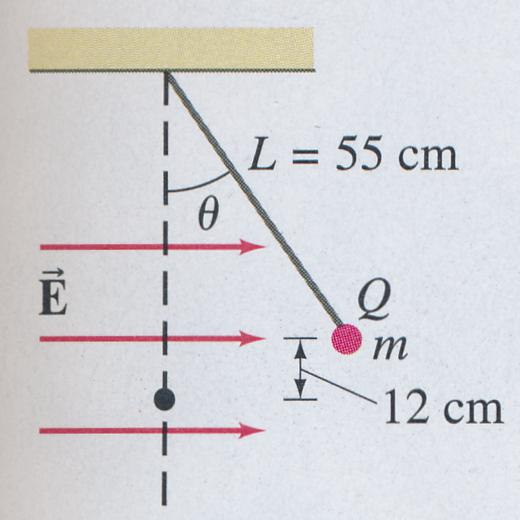 L = 55 cm
θ
E⃗
Q
m
12 cm